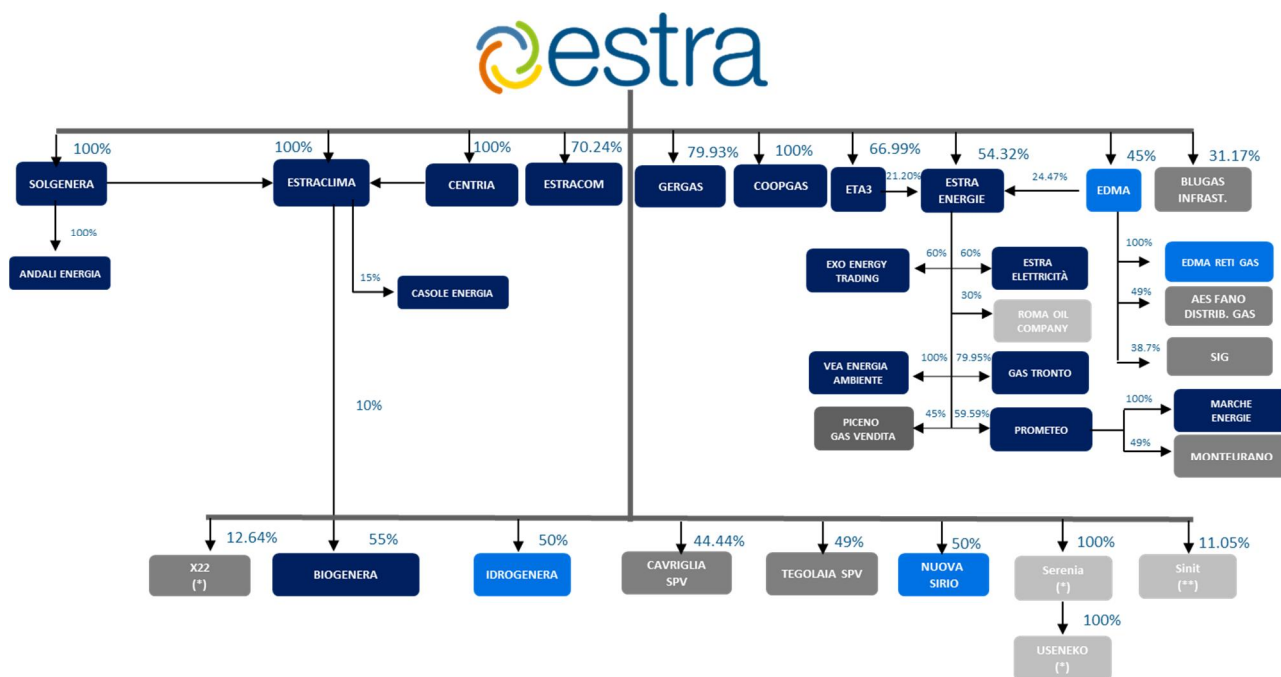 estra
100%
100%
100%
70.24%
79.93%
100%
66.99%
54.32%
45%
31.17%
SOLGENERA
ESTRACLIMA
CENTRIA
ESTRACOM
GERGAS
COOPGAS
ETA3
21.20%
ESTRA
ENERGIE
24.47%
EDMA
BLUGAS
INFRAST.
100%
ANDALI ENERGIA
15%
CASOLE ENERGIA
EXO ENERGY
TRADING
60%
60%
ESTRA
ELETTRICITÀ
100%
EDMA RETI GAS
30%
ROMA OIL
COMPANY
49%
AES FANO
DISTRIB. GAS
VEA ENERGIA
AMBIENTE
100%
79.95%
GAS TRONTO
38.7%
SIG
10%
PICENO
GAS VENDITA
45%
59.59%
PROMETEO
100%
MARCHE
ENERGIE
49%
MONTEURANO
12.64%
55%
50%
44.44%
49%
50%
100%
11.05%
X22
(*)
BIOGENERA
IDROGENERA
CAVRIGLIA
SPV
TEGOLAIA SPV
NUOVA
SIRIO
Serenia
(*)
Sinit
(**)
100%
USENEKO
(*)